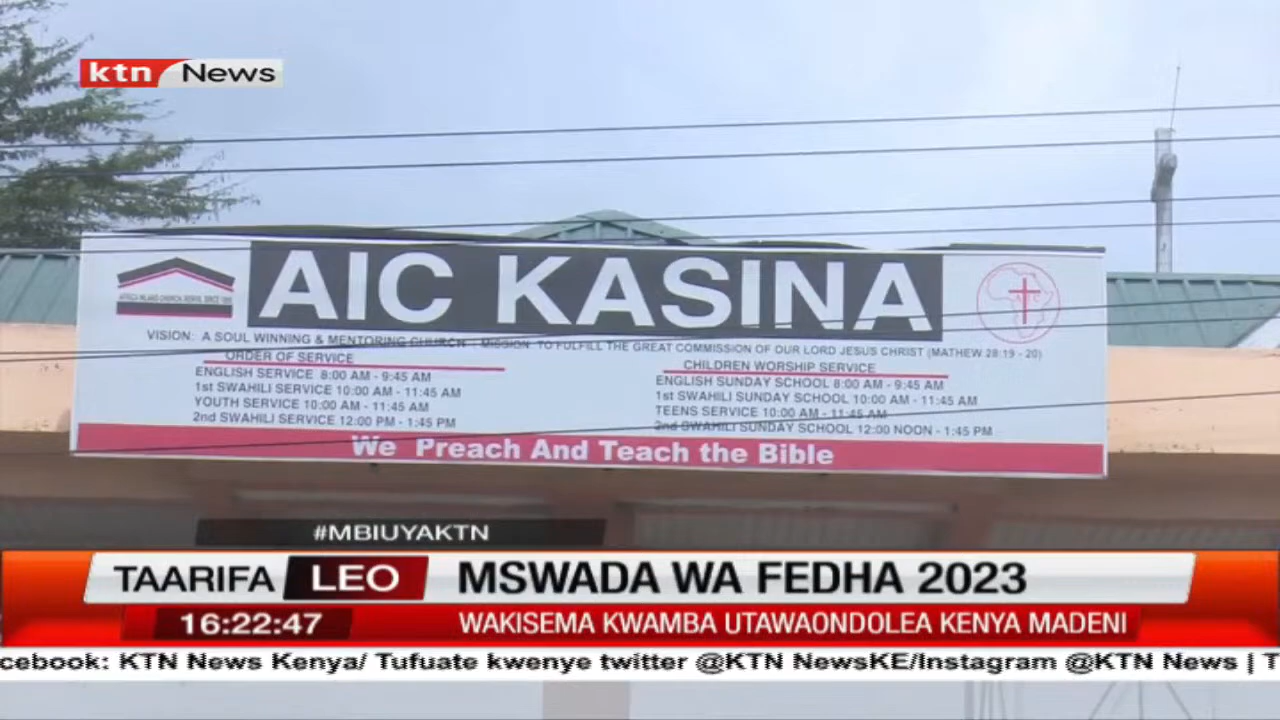 ktn News
AIC KASINA
AFRICA INLAND CHURCH, KENYA, SINCE 1895
VISION: A SOUL WINNING & MENTORING CHURCH : MISSION TO FULFILL THE GREAT COMMISSION OF OUR LORD JESUS CHRIST (MATHEW 28:19 - 20)
ORDER OF SERVICE
ENGLISH SERVICE 8:00 AM - 9:45 AM
1st SWAHILI SERVICE 10:00 AM - 11:45 AM
YOUTH SERVICE 10:00 AM - 11:45 AM
2nd SWAHILI SERVICE 12:00 PM - 1:45 PM
CHILDREN WORSHIP SERVICE
ENGLISH SUNDAY SCHOOL 8:00 AM - 9:45 AM
1st SWAHILI SUNDAY SCHOOL 10:00 AM - 11:45 AM
TEENS SERVICE 10:00 AM - 11:45 AM
2nd SWAHILI SUNDAY SCHOOL 12:00 NOON - 1:45 PM
We Preach And Teach the Bible
#MBIUYAKTN
TAARIFA LEO
MSWADA WA FEDHA 2023
16:22:47
WAKISEMA KWAMBA UTAWAONDOLEA KENYA MADENI
cebook: KTN News Kenya/ Tufuate kwenye twitter @KTN NewsKE/Instagram @KTN News | T